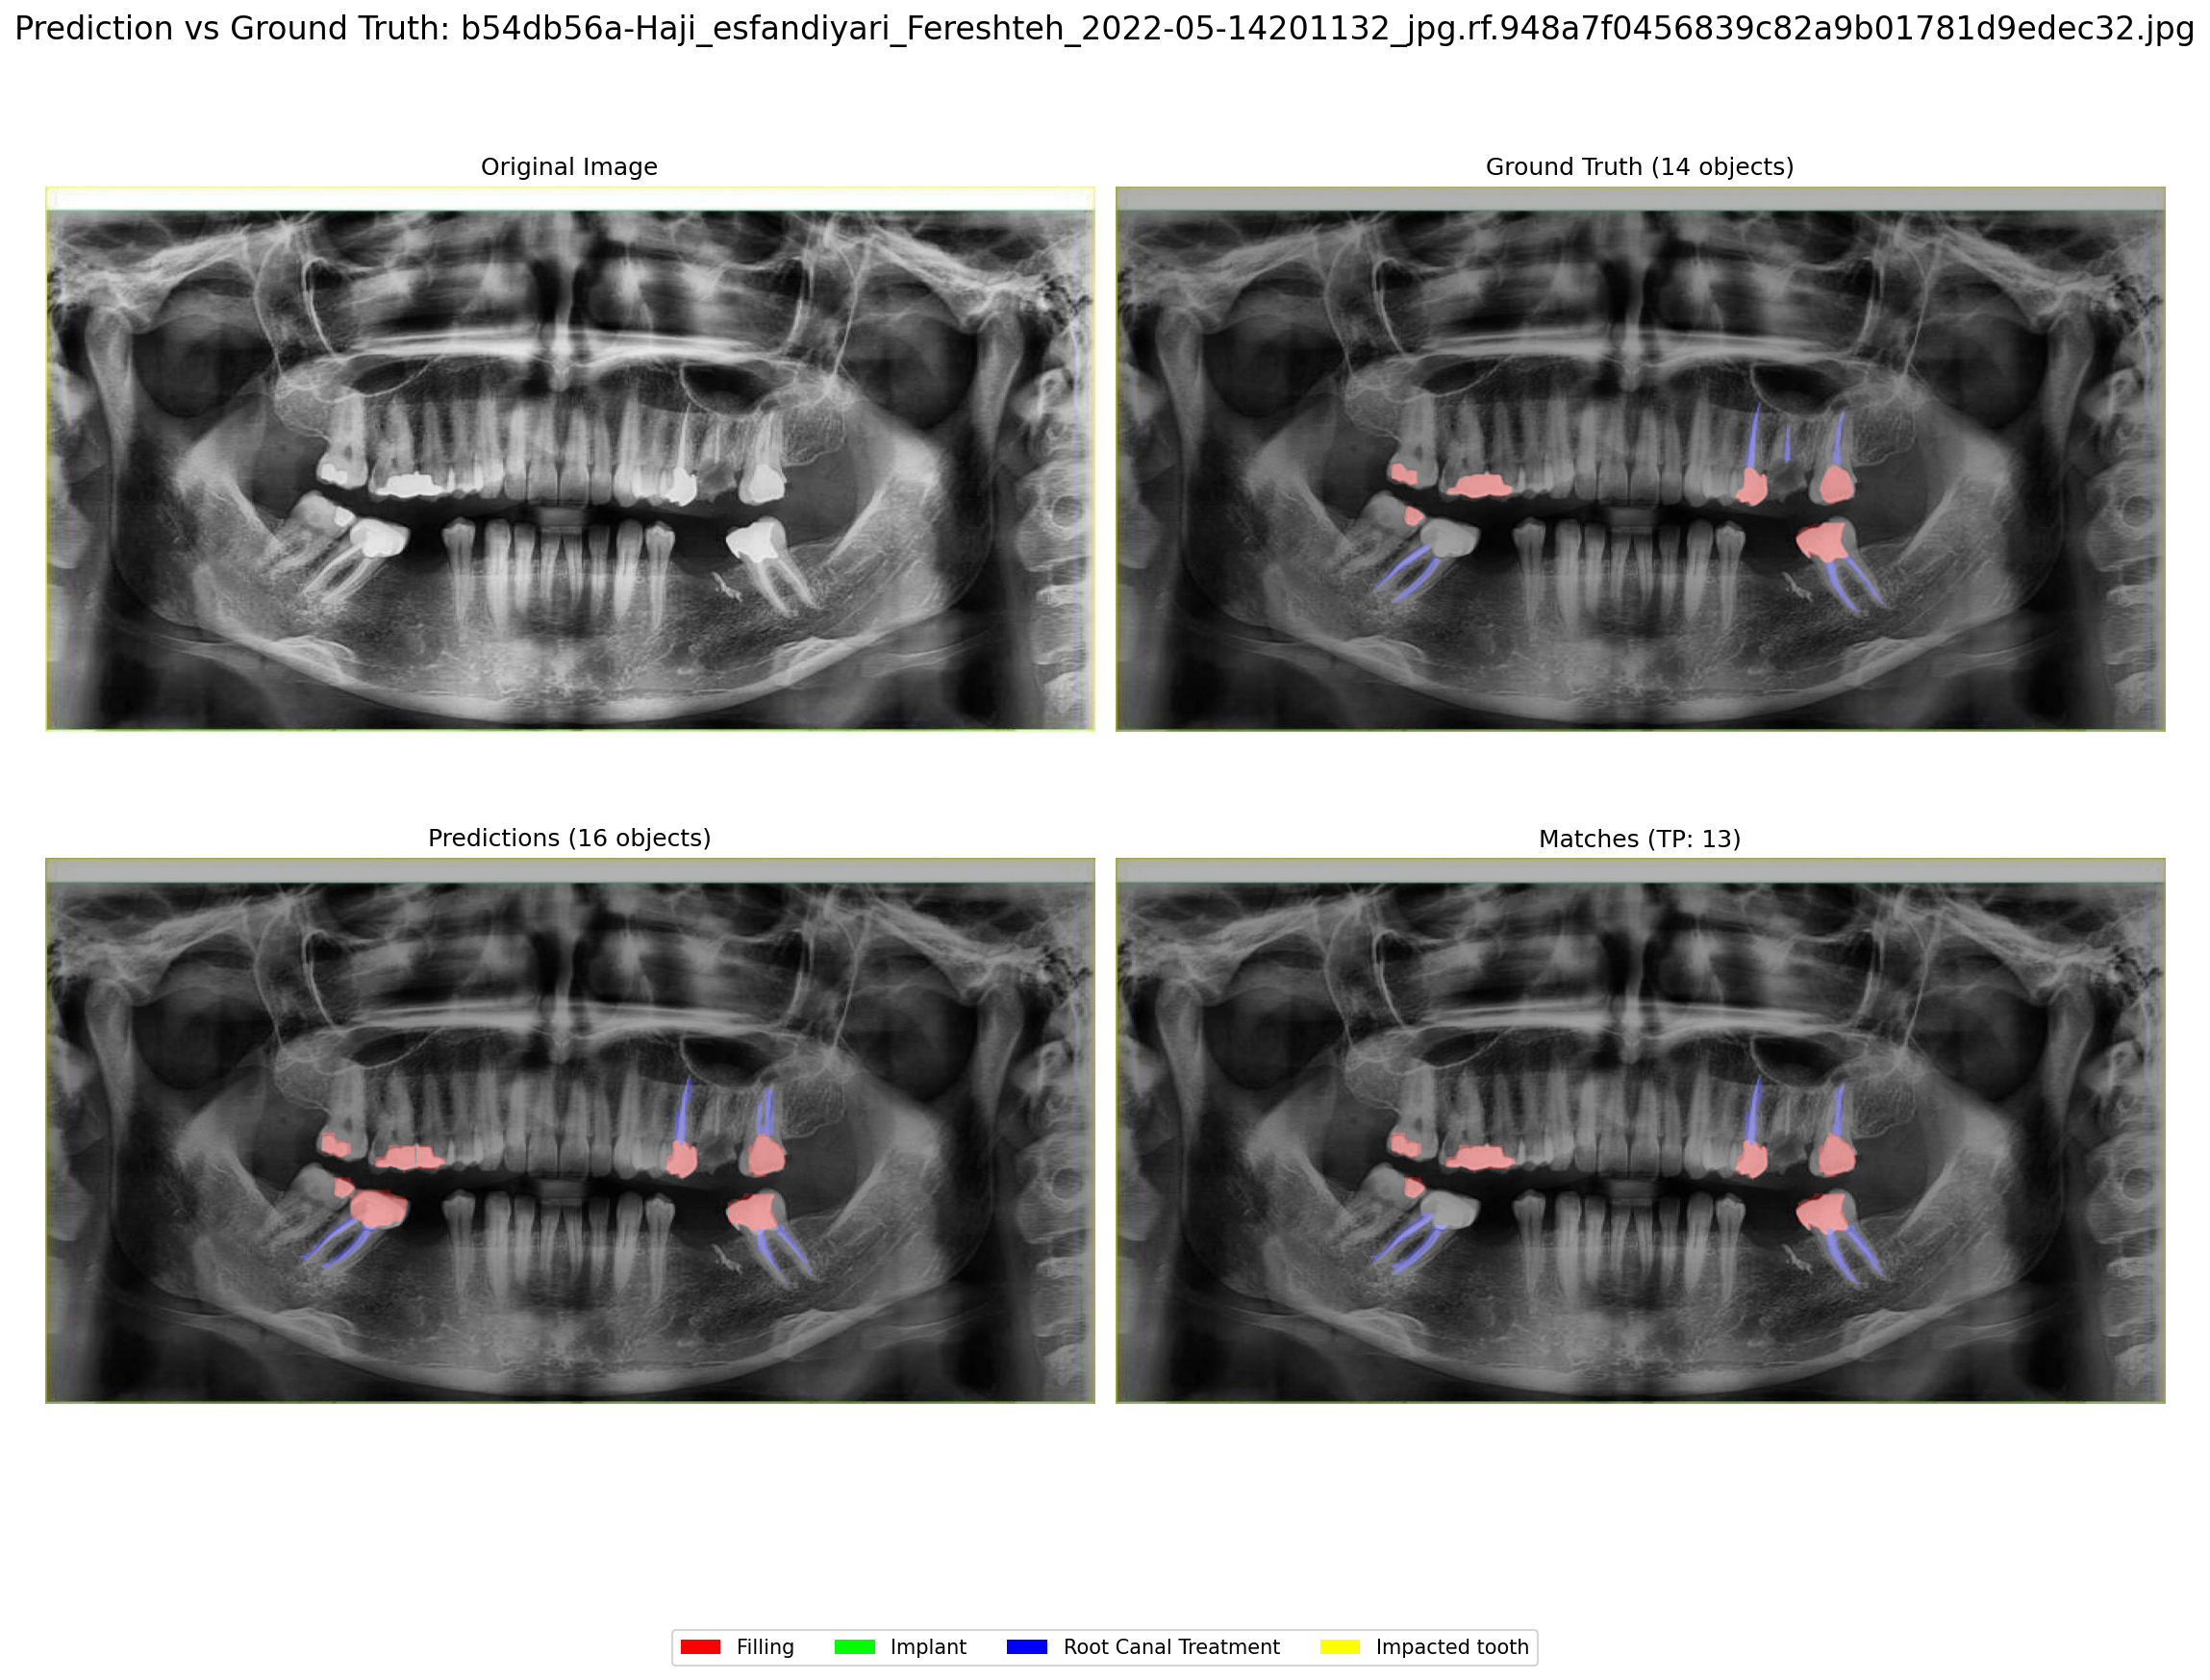 Prediction vs Ground Truth: b54db56a-Haji_esfandiyari_Fereshteh_2022-05-14201132_jpg.rf.948a7f0456839c82a9b01781d9edec32.jpg
Original Image
Ground Truth (14 objects)
Predictions (16 objects)
Matches (TP: 13)
Filling
Implant
Root Canal Treatment
Impacted tooth